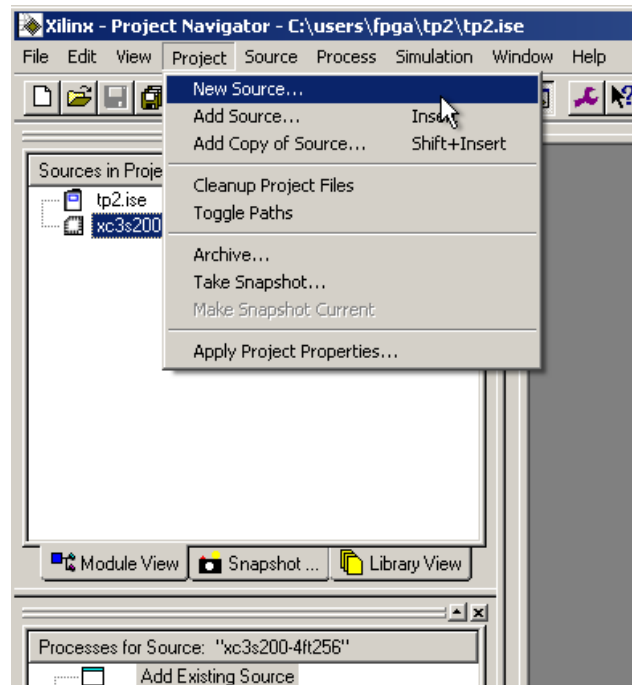 Xilinx - Project Navigator - C:\users\fpga\tp2\tp2.ise
File Edit View Project Source Process Simulation Window Help
New Source...
Add Source... Insert
Add Copy of Source... Shift+Insert
Cleanup Project Files
Toggle Paths
Archive...
Take Snapshot...
Make Snapshot Current
Apply Project Properties...
Sources in Proje
tp2.ise
xc3s200
Module View Snapshot ... Library View
Processes for Source: "xc3s200-4ft256"
Add Existing Source